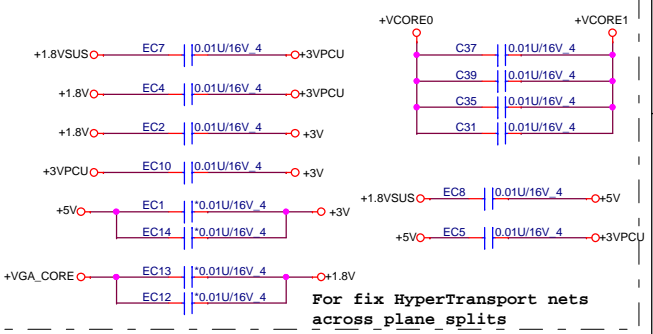 +VCORE0 +VCORE1
+1.8VSUS EC7 0.01U/16V_4 +3VPCU
C37 0.01U/16V_4
C39 0.01U/16V_4
+1.8V EC4 0.01U/16V_4 +3VPCU
C35 0.01U/16V_4
+1.8V EC2 0.01U/16V_4 +3V
C31 0.01U/16V_4
+3VPCU EC10 0.01U/16V_4 +3V
+1.8VSUS EC8 0.01U/16V_4 +5V
+5V EC1 *0.01U/16V_4 +3V
EC14 *0.01U/16V_4
+5V EC5 0.01U/16V_4 +3VPCU
+VGA_CORE EC13 *0.01U/16V_4 +1.8V
EC12 *0.01U/16V_4
For fix HyperTransport nets
across plane splits